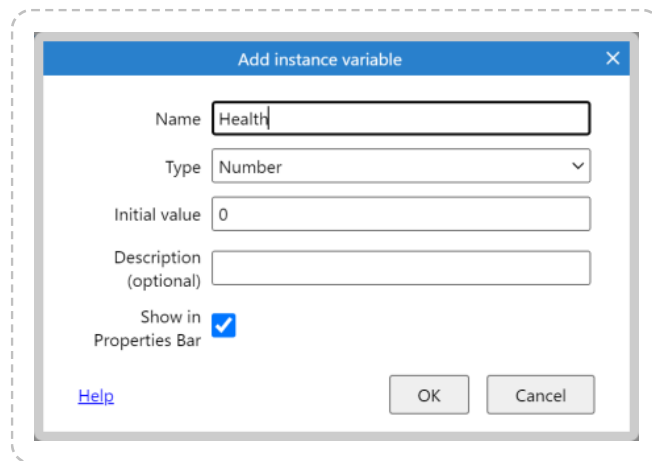 Add instance variable
Name Health
Type Number
Initial value 0
Description
(optional)
Show in
Properties Bar
Help OK Cancel